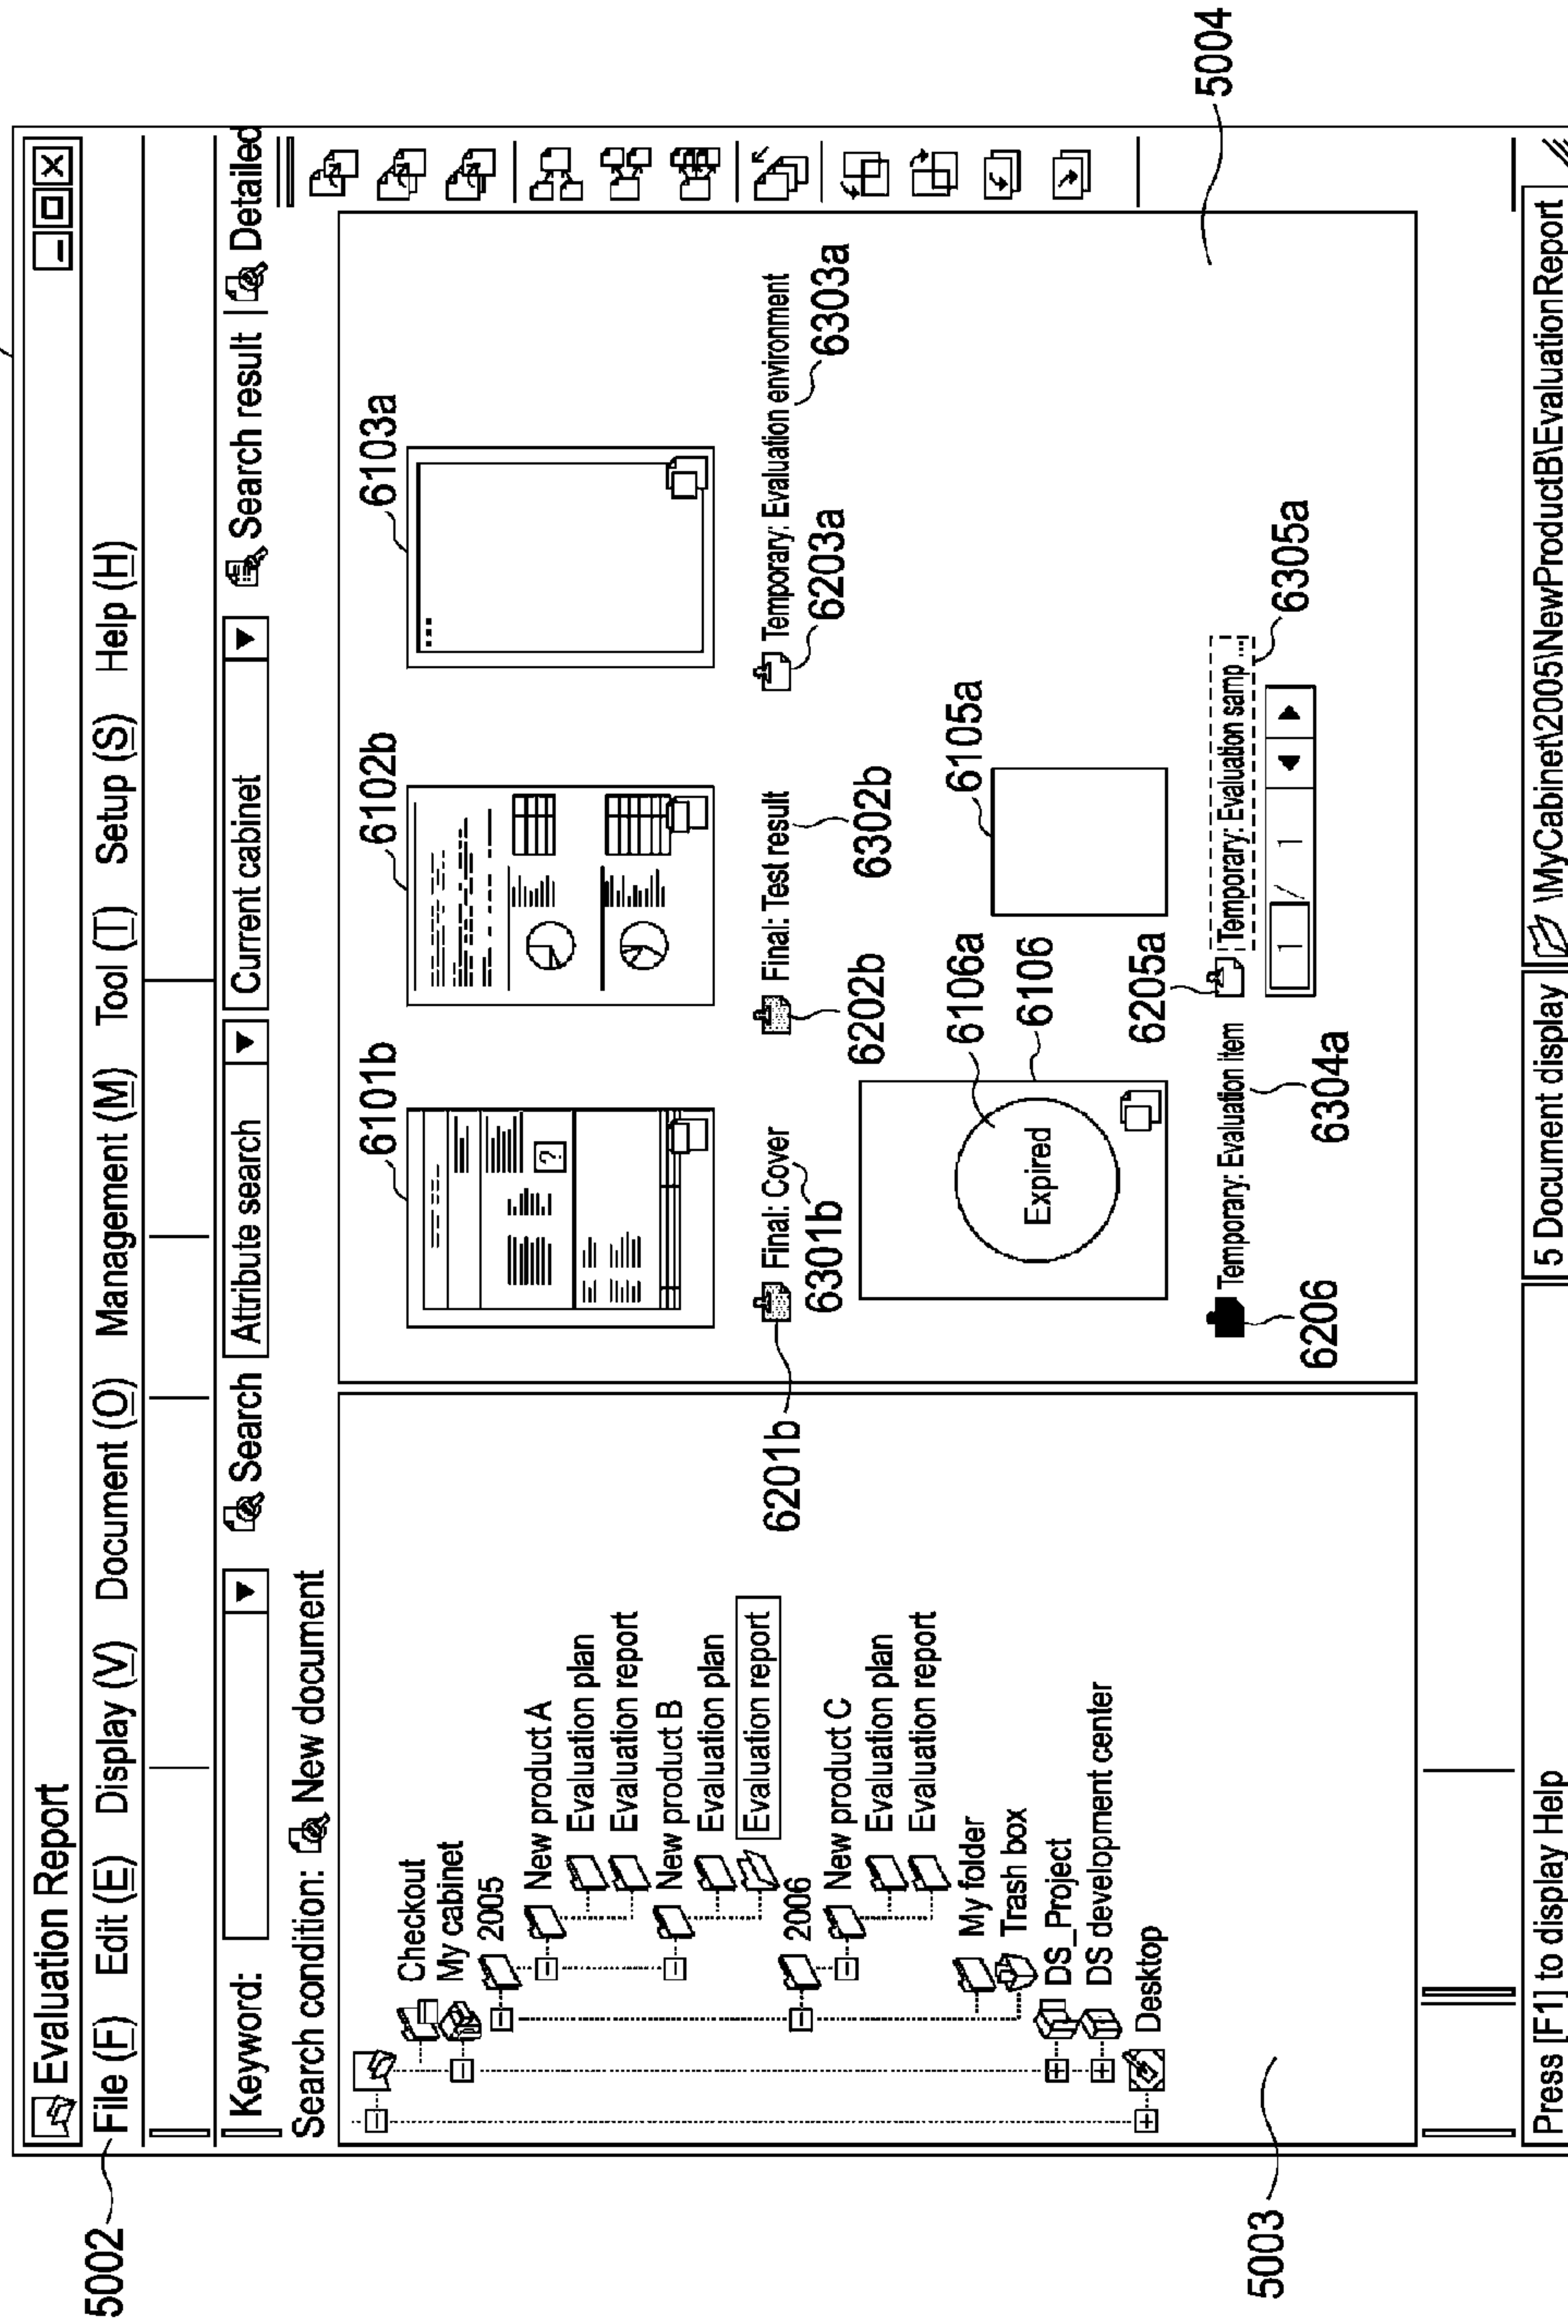 Evaluation Report
5002
File (F) Edit (E) Display (V) Document (O) Management (M) Tool (T) Setup (S) Help (H)
Keyword: Search Attribute search Current cabinet Search result Detailed
Search condition: New document
Checkout
My cabinet
2005
New product A
Evaluation plan
Evaluation report
New product B
Evaluation plan
Evaluation report
2006
New product C
Evaluation plan
Evaluation report
My folder
Trash box
DS_Project
DS development center
Desktop
5003
6101b
6102b
6103a
?
Final: Cover
Final: Test result
Temporary: Evaluation environment
6201b
6301b
6202b
6302b
6203a
6303a
Expired
6106a
6106
6105a
6205a
Temporary: Evaluation item
Temporary: Evaluation samp ...
6206
6304a
1 / 1
6305a
5004
Press [F1] to display Help
5 Document display
\MyCabinet\2005\NewProductB\EvaluationReport